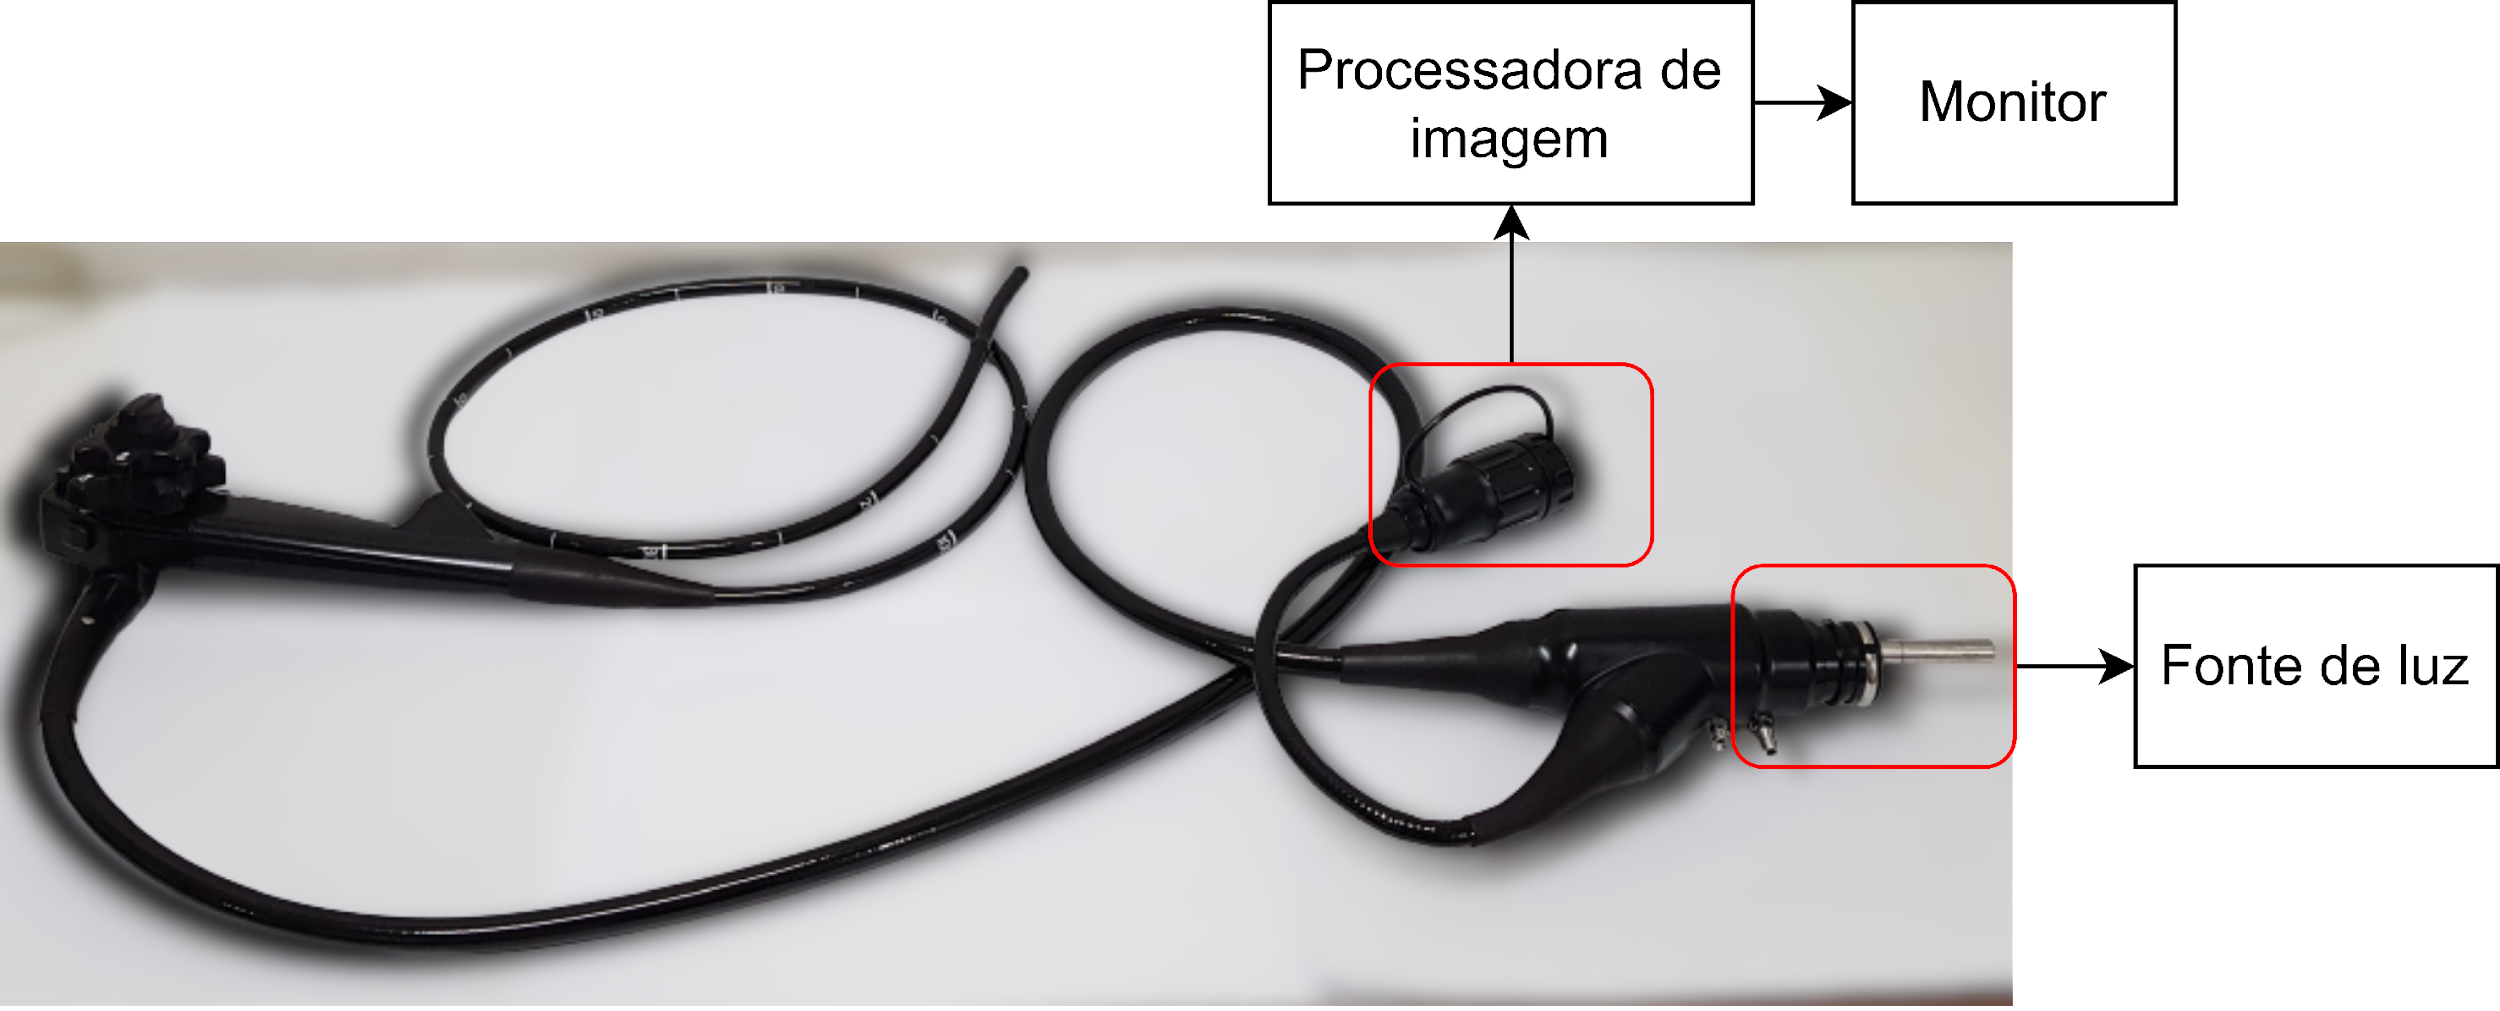 Processadora de
imagem
Monitor
Fonte de luz